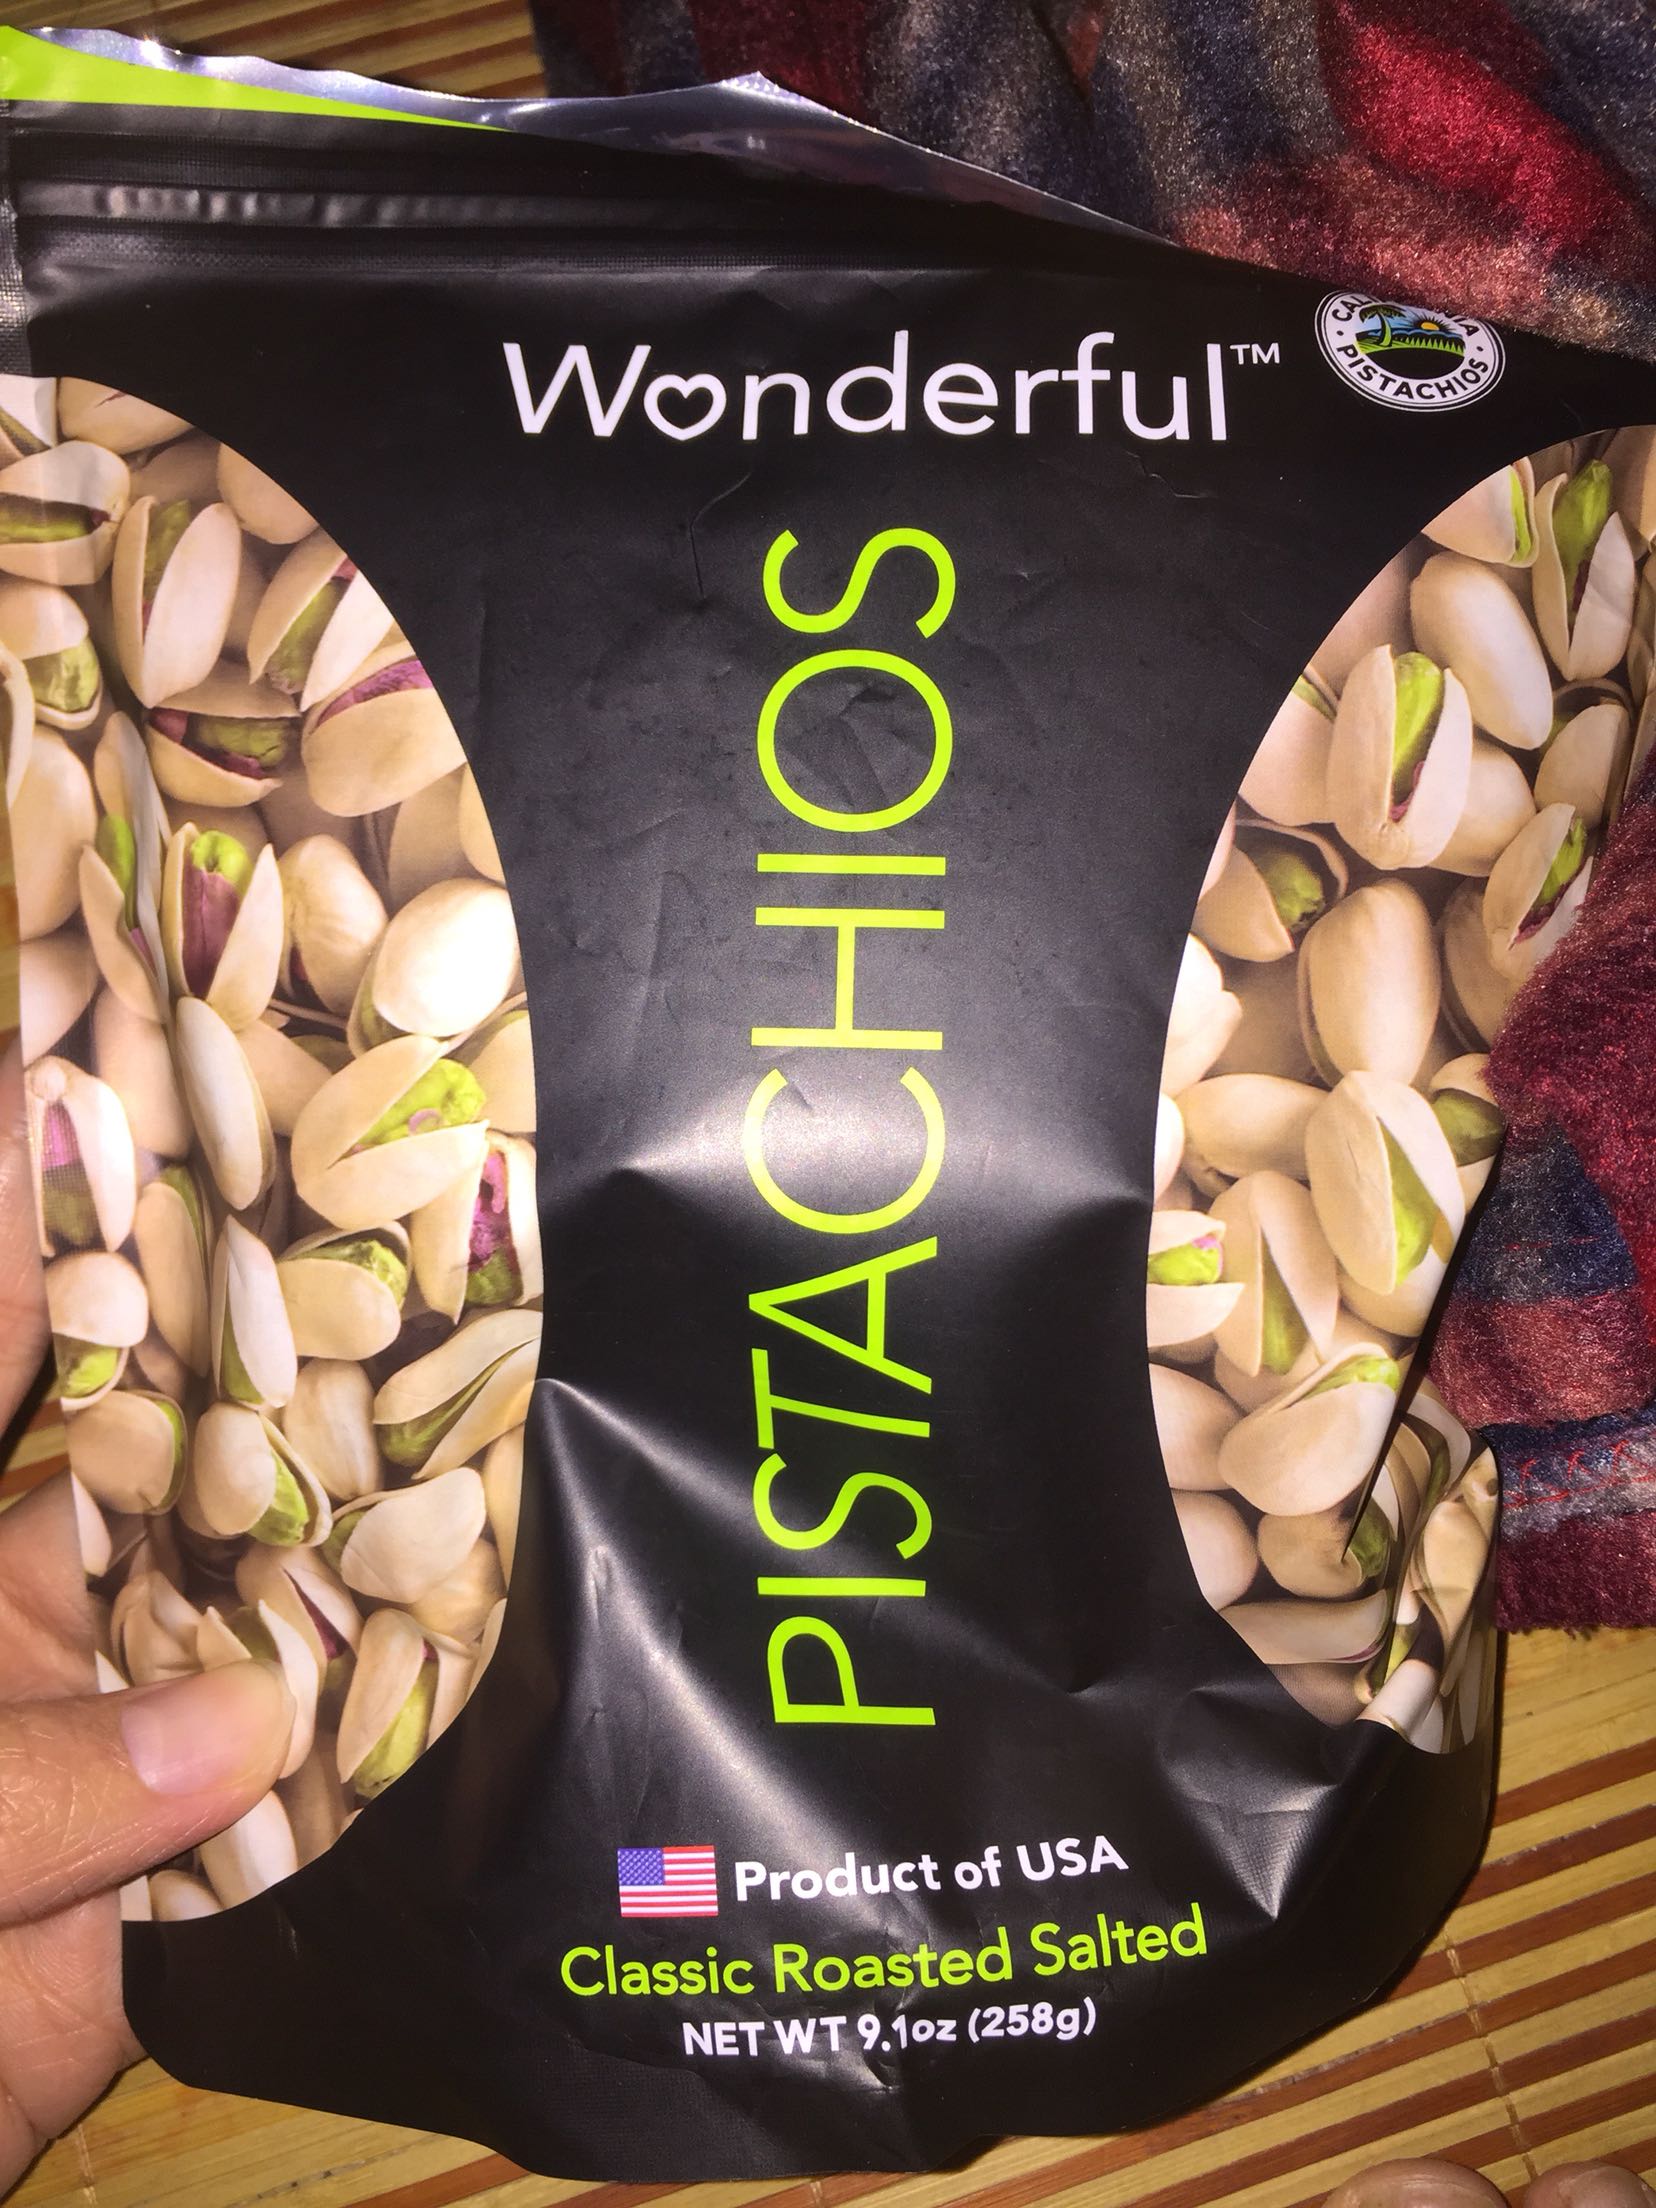 Wonderful™
CALIFORNIA
PISTACHIOS
PISTACHIOS
Product of USA
Classic Roasted Salted
NET WT 9.1oz (258g)